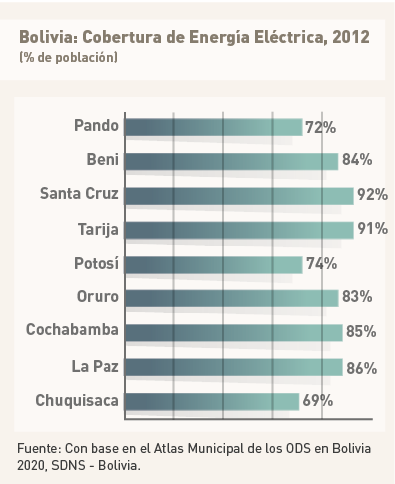 Bolivia: Cobertura de Energía Eléctrica, 2012
(% de población)
Pando 72%
Beni 84%
Santa Cruz 92%
Tarija 91%
Potosí 74%
Oruro 83%
Cochabamba 85%
La Paz 86%
Chuquisaca 69%
Fuente: Con base en el Atlas Municipal de los ODS en Bolivia
2020, SDNS - Bolivia.